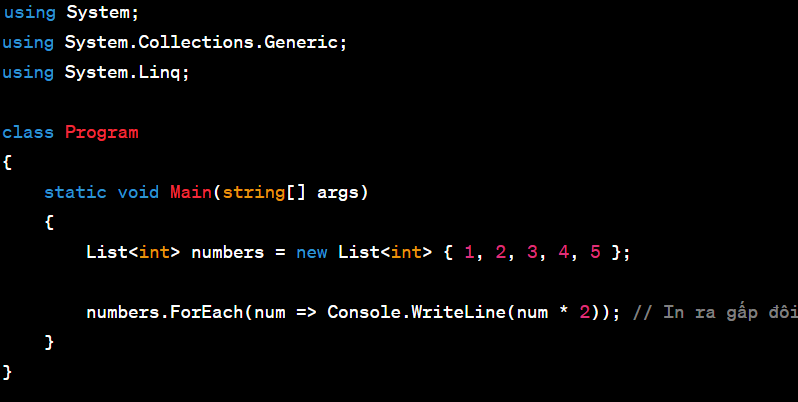 using System;
using System.Collections.Generic;
using System.Linq;
class Program
{
    static void Main(string[] args)
    {
        List<int> numbers = new List<int> { 1, 2, 3, 4, 5 };
        numbers.ForEach(num => Console.WriteLine(num * 2)); // In ra gấp đôi
    }
}